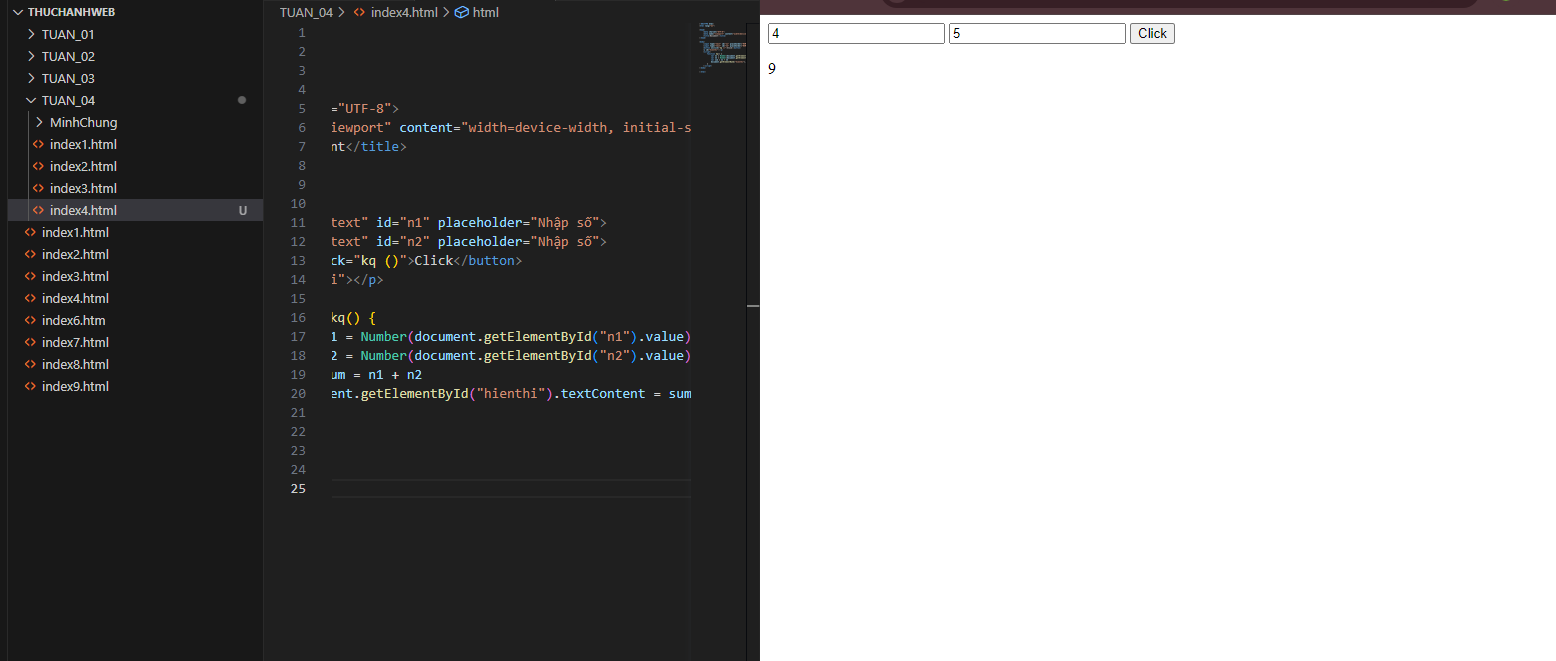 THUCHANHWEB
TUAN_01
TUAN_02
TUAN_03
TUAN_04
MinhChung
index1.html
index2.html
index3.html
index4.html U
index1.html
index2.html
index3.html
index4.html
index6.htm
index7.html
index8.html
index9.html
TUAN_04 > index4.html > html
1
2
3
4
5 ="UTF-8">
6 iewport" content="width=device-width, initial-s
7 nt</title>
8
9
10
11 text" id="n1" placeholder="Nhập số">
12 text" id="n2" placeholder="Nhập số">
13 ck="kq ()">Click</button>
14 i"></p>
15
16 kq() {
17 1 = Number(document.getElementById("n1").value)
18 2 = Number(document.getElementById("n2").value)
19 um = n1 + n2
20 ent.getElementById("hienthi").textContent = sum
21
22
23
24
25
4 5 Click
9